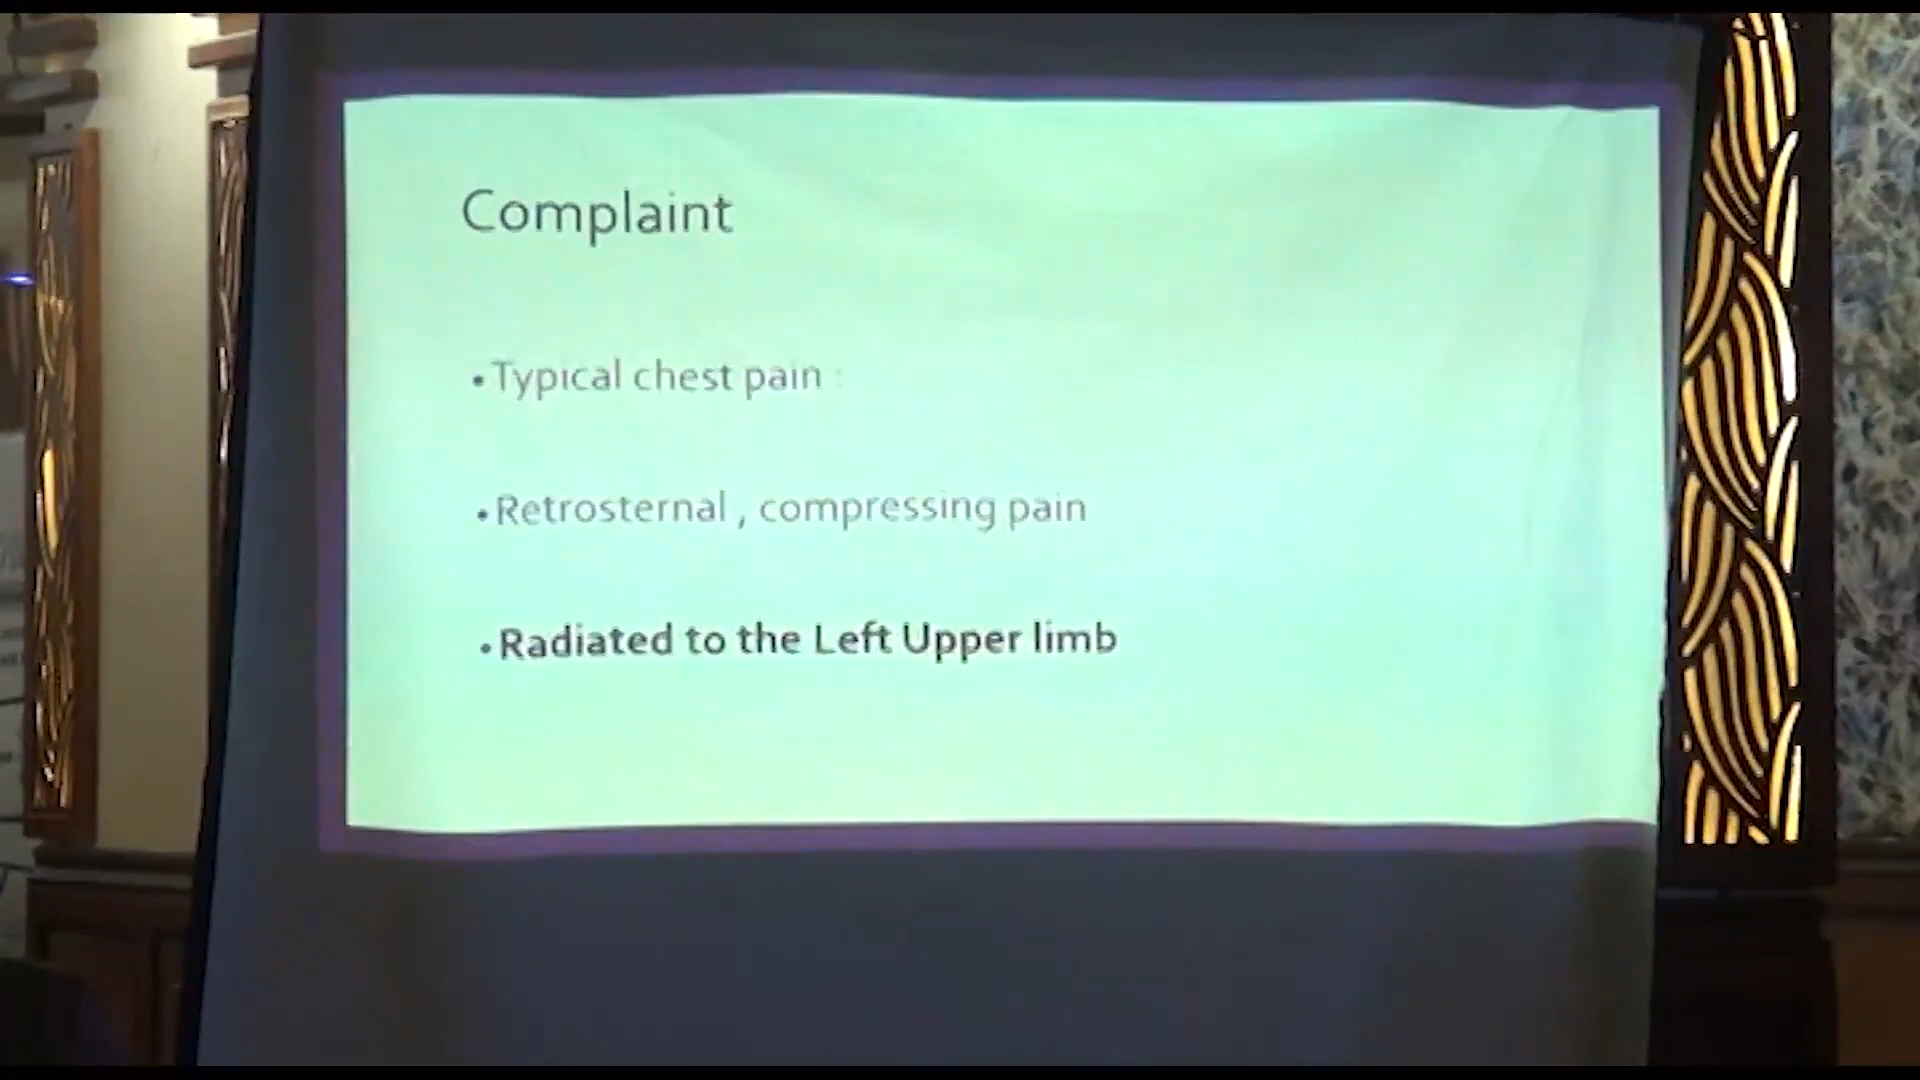 Complaint
• Typical chest pain :
• Retrosternal , compressing pain
• Radiated to the Left Upper limb